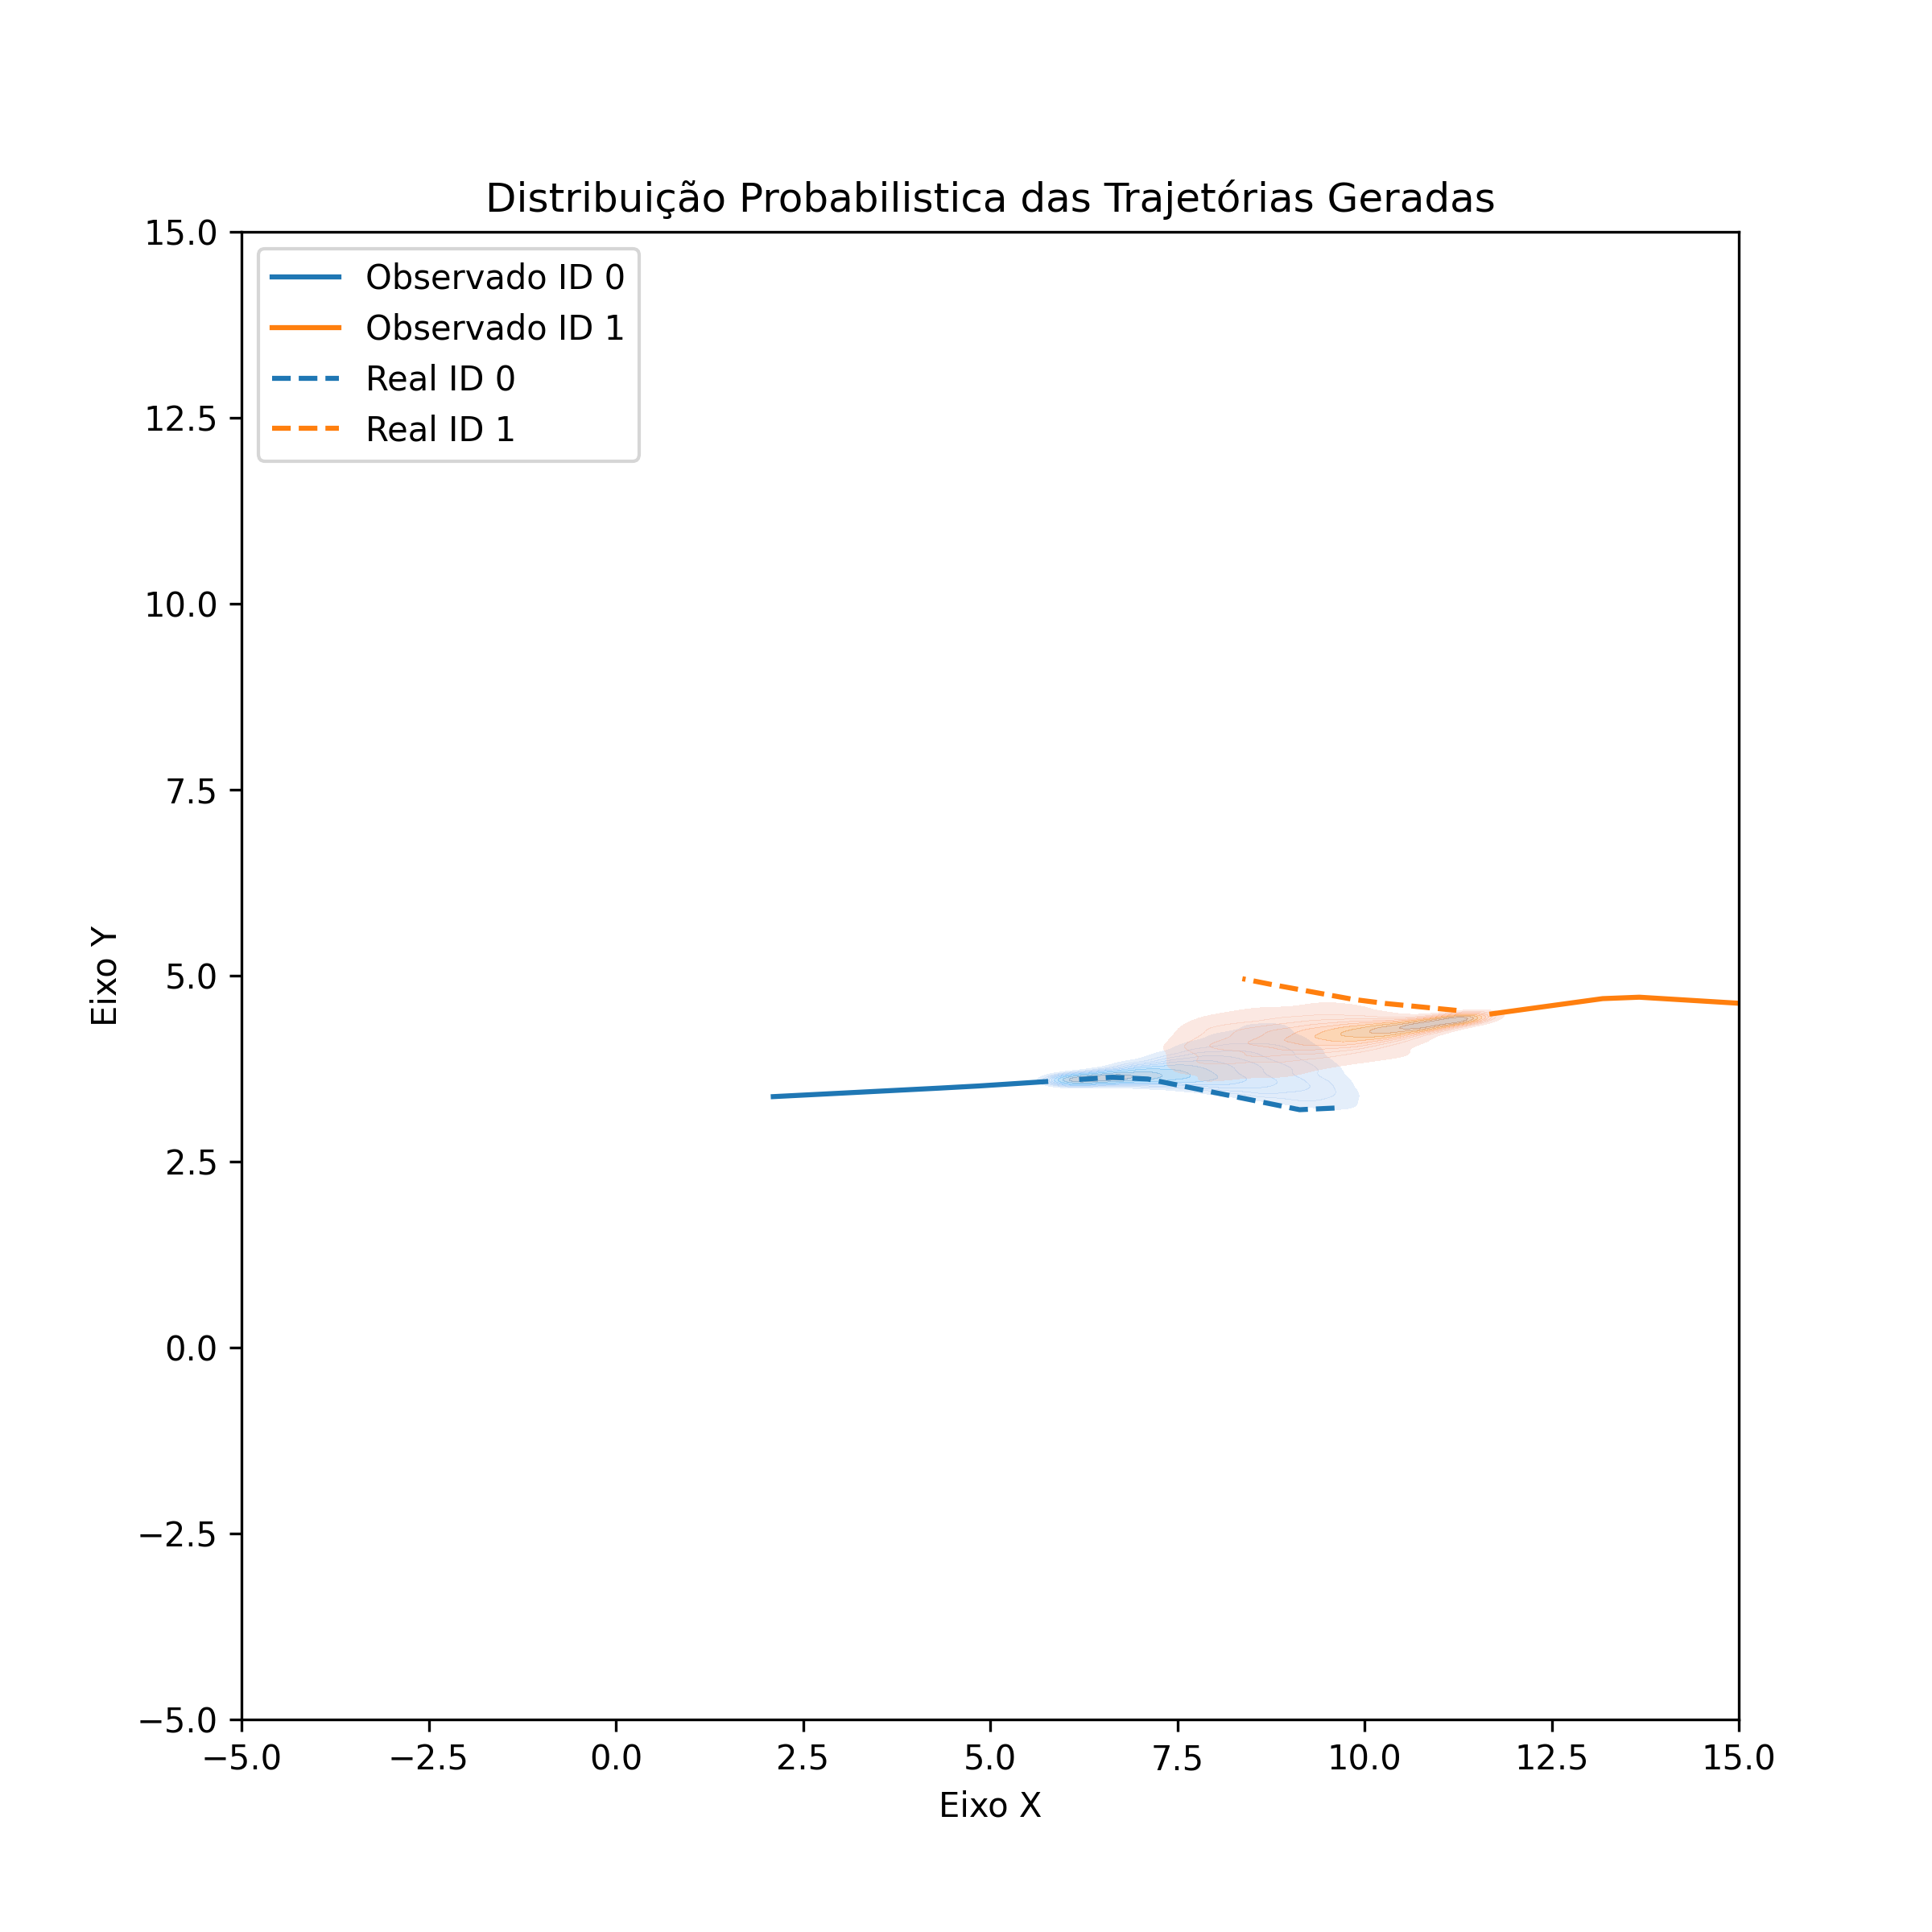 Distribuição Probabilistica das Trajetórias Geradas
Observado ID 0
Observado ID 1
Real ID 0
Real ID 1
15.0
12.5
10.0
7.5
5.0
2.5
0.0
−2.5
−5.0
Eixo Y
−5.0 −2.5 0.0 2.5 5.0 7.5 10.0 12.5 15.0
Eixo X